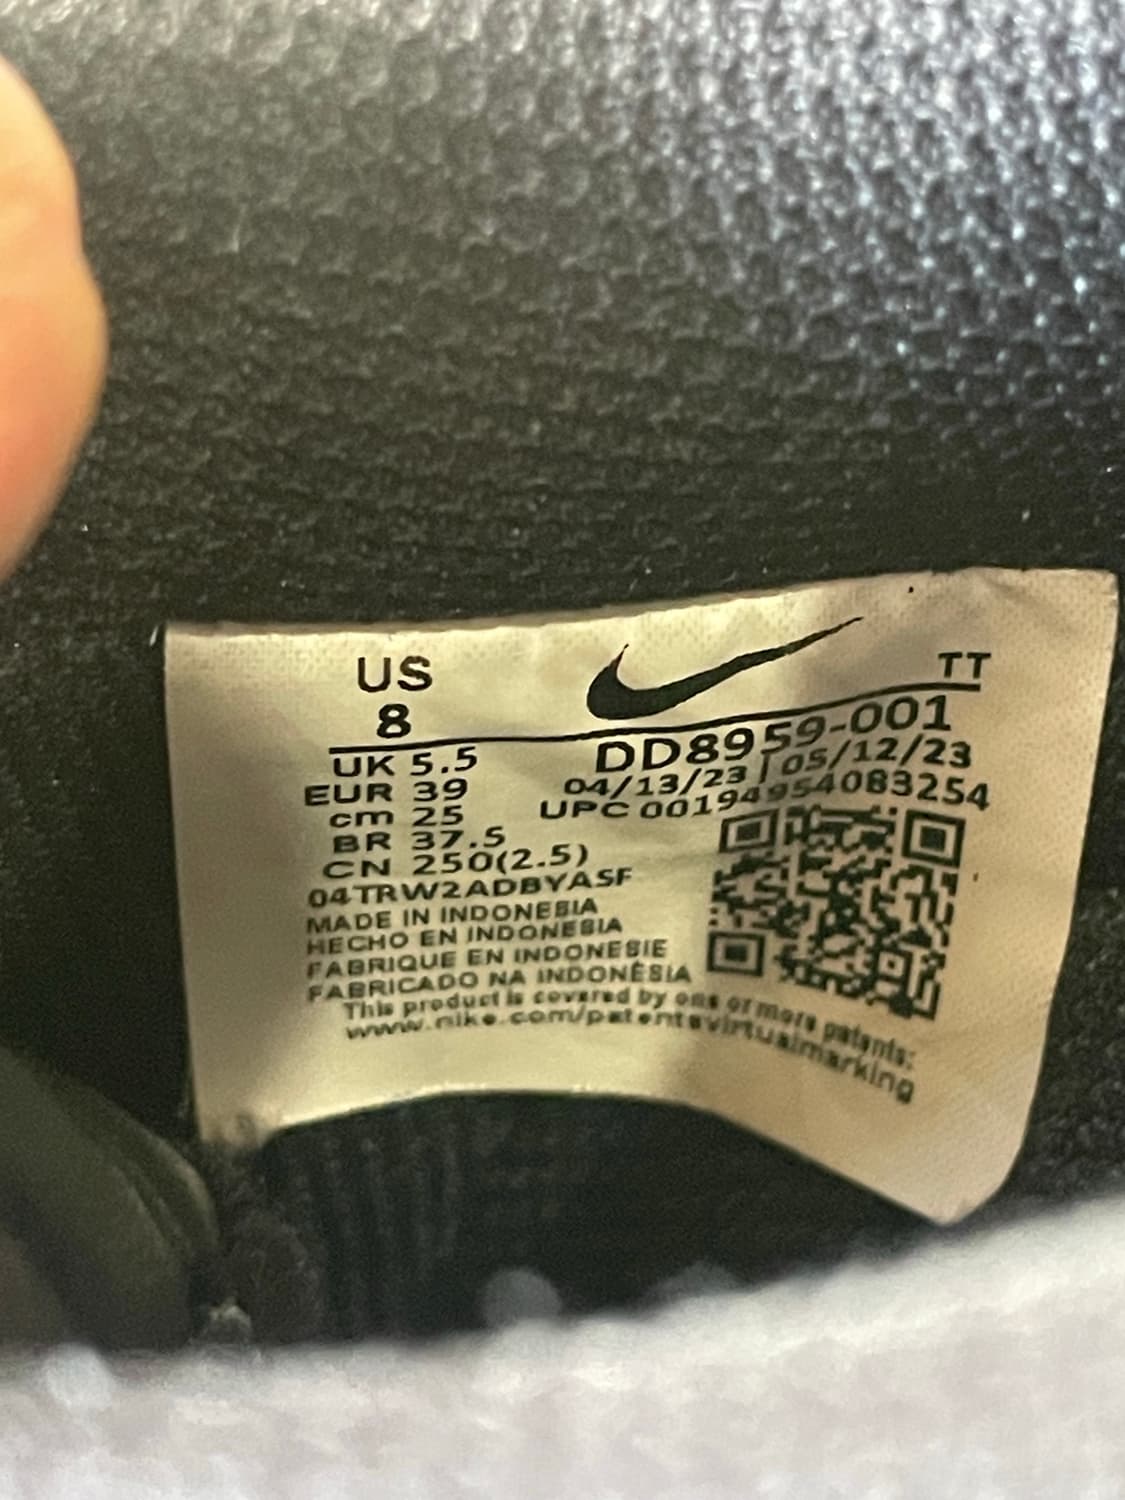 US
8
TT
UK 5.5
EUR 39
cm 25
BR 37.5
CN 250(2.5)
DD8959-001
04/13/23 | 05/12/23
UPC 00194954083254
04TRW2ADBYASF
MADE IN INDONESIA
HECHO EN INDONESIA
FABRIQUE EN INDONESIE
FABRICADO NA INDONÉSIA
This product is covered by one or more patents:
www.nike.com/patentsvirtualmarking